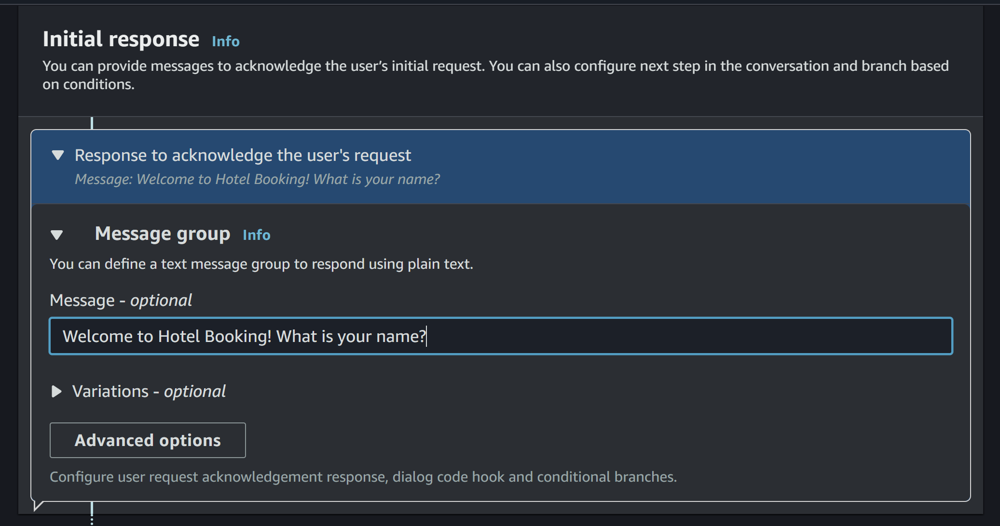 Initial response Info
You can provide messages to acknowledge the user’s initial request. You can also configure next step in the conversation and branch based
on conditions.
Response to acknowledge the user's request
Message: Welcome to Hotel Booking! What is your name?
Message group Info
You can define a text message group to respond using plain text.
Message - optional
Welcome to Hotel Booking! What is your name?
Variations - optional
Advanced options
Configure user request acknowledgement response, dialog code hook and conditional branches.